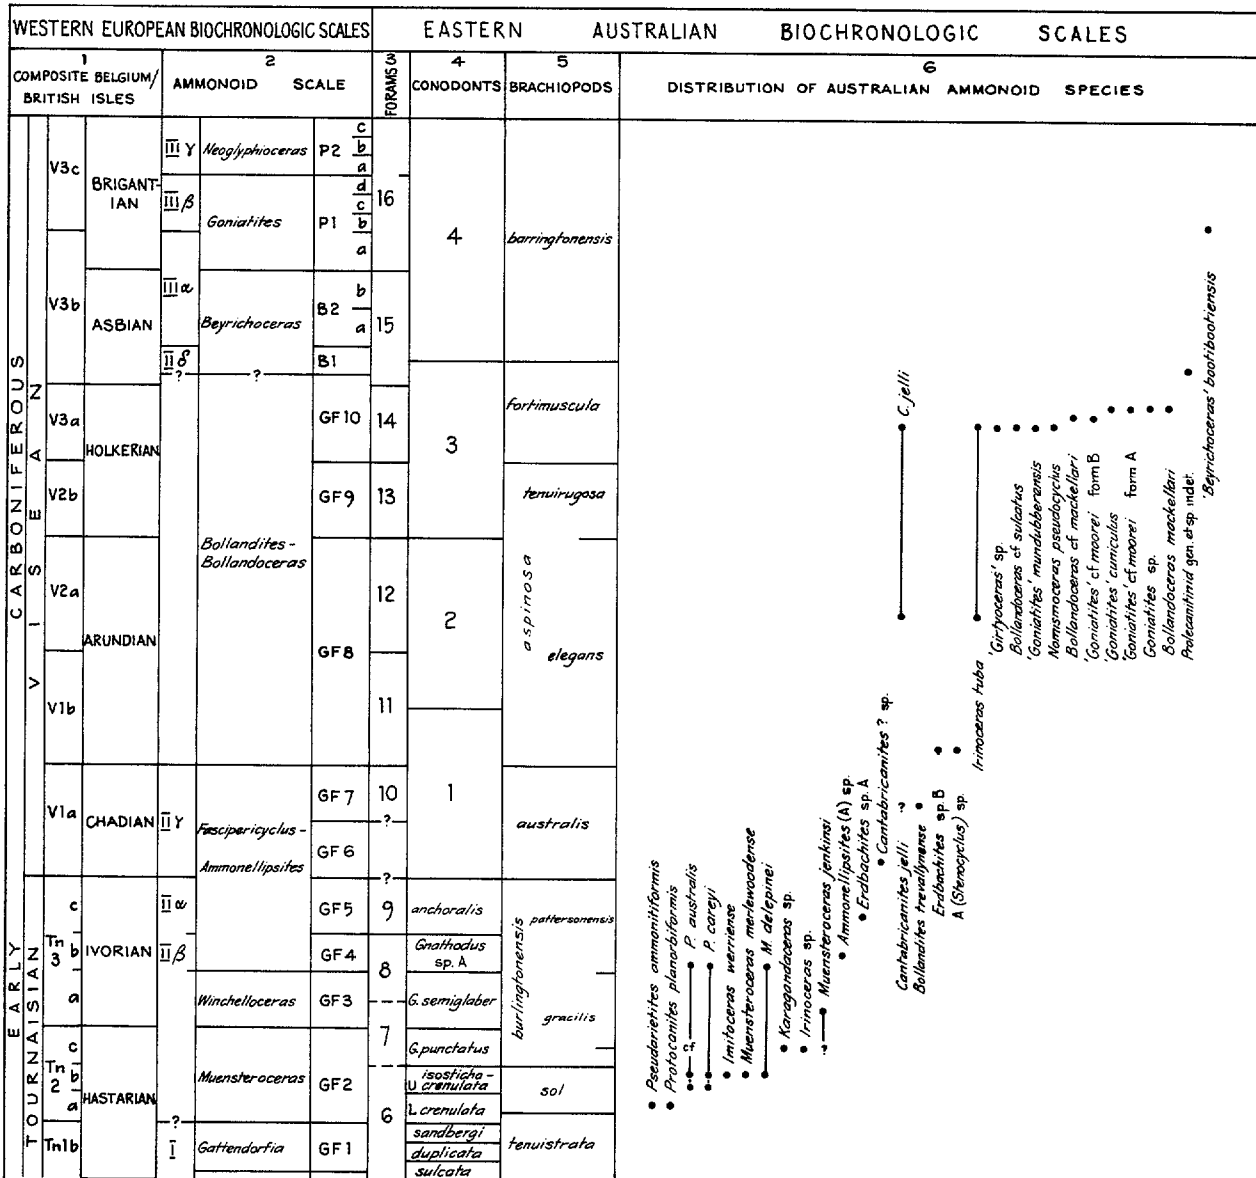 WESTERN EUROPEAN BIOCHRONOLOGIC SCALES
EASTERN AUSTRALIAN BIOCHRONOLOGIC SCALES
1
COMPOSITE BELGIUM/
BRITISH ISLES
2
AMMONOID SCALE
FORAMS 3
4
CONODONTS
5
BRACHIOPODS
6
DISTRIBUTION OF AUSTRALIAN AMMONOID SPECIES
EARLY CARBONIFEROUS
VISEAN
TOURNAISIAN
V3c
V3b
V3a
V2b
V2a
V1b
V1a
Tn 3
c
b
a
Tn 2
c
b
a
Tn1b
BRIGANT-
IAN
ASBIAN
HOLKERIAN
ARUNDIAN
CHADIAN
IVORIAN
HASTARIAN
III γ
III β
III α
II δ
?
II γ
II α
II β
?
I
Neoglyphioceras
Goniatites
Beyrichoceras
?
Bollandites-
Bollandoceras
Fascipericyclus-
Ammonellipsites
Winchelloceras
Muensteroceras
Gattendorfia
P2
c
b
a
P1
d
c
b
a
B2
b
a
B1
GF10
GF9
GF8
GF7
GF6
GF5
GF4
GF3
GF2
GF1
16
15
14
13
12
11
10
?
?
9
8
7
6
4
3
2
1
anchoralis
Gnathodus
sp. A
G. semiglaber
G. punctatus
isosticha-
U crenulata
L crenulata
sandbergi
duplicata
sulcata
barringtonensis
fortimuscula
tenuirugosa
aspinosa
elegans
australis
burlingtonensis
pattersonensis
gracilis
sol
tenuistrata
Pseudarietites ammonitiformis
Protocanites planorbiformis
cf
P. australis
P. careyi
Imitoceras werriense
Muensteroceras merlewoodense
M. delepinei
Karagandaceras sp.
Irinoceras sp.
?
Muensteroceras jenkinsi
Ammonellipsites (A) sp.
Erdbachites sp. A
Cantabricanites ? sp.
Cantabricanites jelli
?
C. jelli
Bollandites trevallynense
Erdbachites sp. B
A (Stenocyclus) sp.
Irinoceras tuba
'Girtyoceras' sp.
Bollandoceras cf sulcatus
'Goniatites' mundubberansis
Nomismoceras pseudocyclus
Bollandoceras cf mackellari
'Goniatites' cf moorei form B
'Goniatites' cuniculus
'Goniatites' cf moorei form A
Goniatites sp.
Bollandoceras mackellari
Prolecanitinid gen. et sp indet.
'Beyrichoceras' bootibootiensis